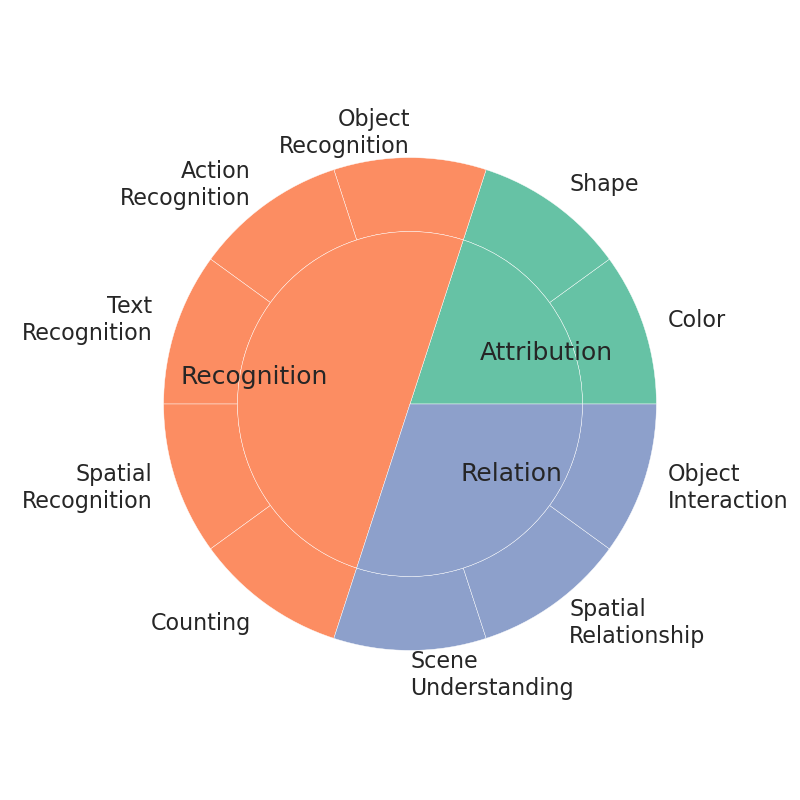 Object
Recognition
Action
Recognition
Shape
Text
Recognition
Color
Attribution
Recognition
Relation
Spatial
Recognition
Object
Interaction
Counting
Spatial
Relationship
Scene
Understanding